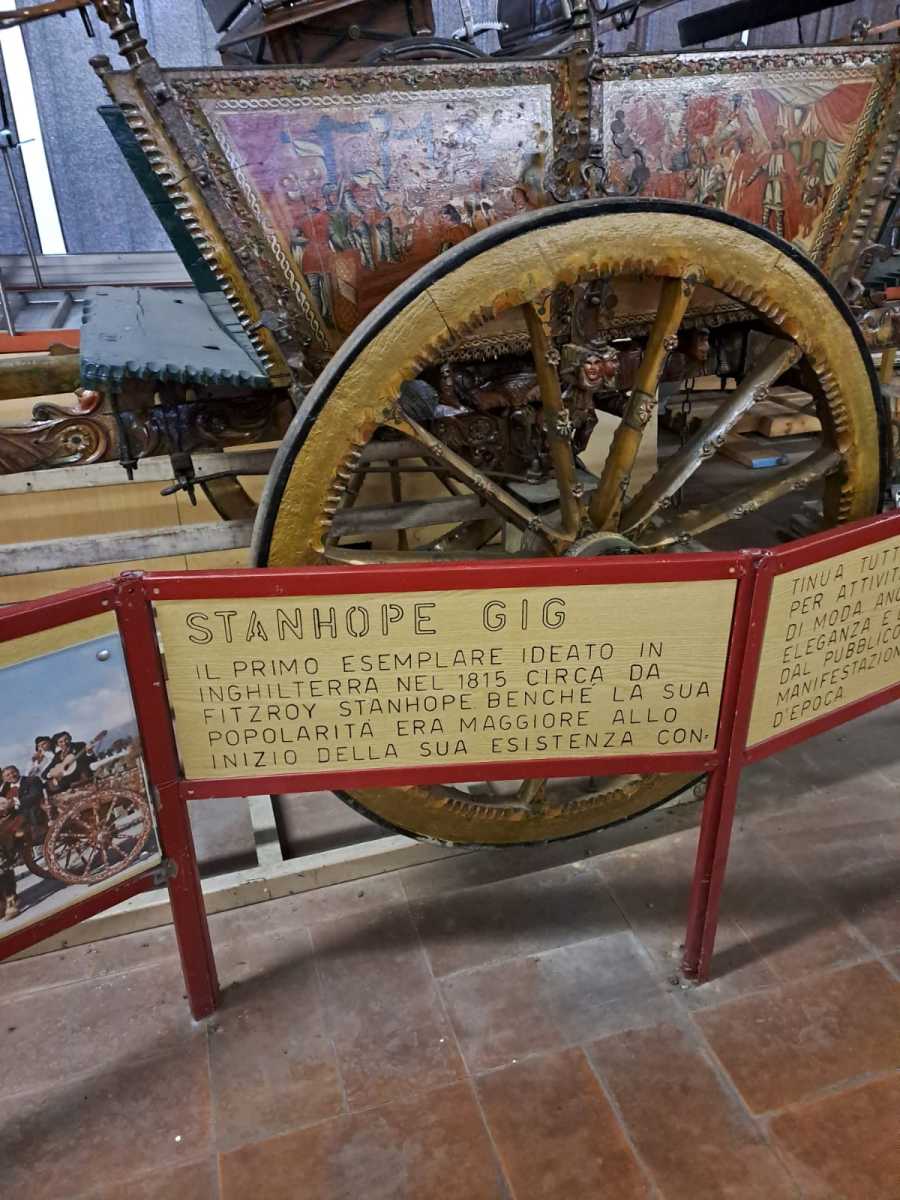 STANHOPE GIG
IL PRIMO ESEMPLARE IDEATO IN
INGHILTERRA NEL 1815 CIRCA DA
FITZROY STANHOPE BENCHÈ LA SUA
POPOLARITÀ ERA MAGGIORE ALLO
INIZIO DELLA SUA ESISTENZA CON-
TINUA TUTT
PER ATTIVIT
DI MODA ANC
ELEGANZA E
DAL PUBBLICO
MANIFESTAZION
D'EPOCA